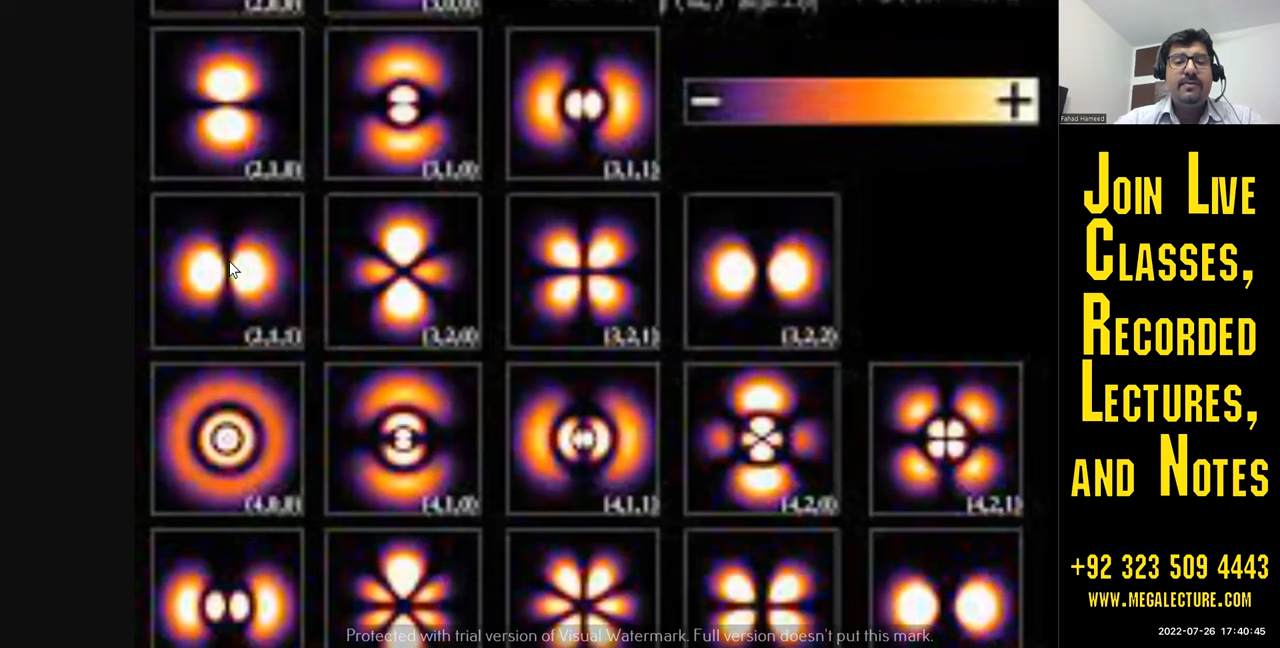 (2,1,0)
(3,1,0)
(3,1,1)
− +
(2,1,1)
(3,2,0)
(3,2,1)
(3,2,2)
(4,0,0)
(4,1,0)
(4,1,1)
(4,2,0)
(4,2,1)
Protected with trial version of Visual Watermark. Full version doesn't put this mark.
Fahad Hameed
JOIN LIVE
CLASSES,
RECORDED
LECTURES,
AND NOTES
+92 323 509 4443
WWW.MEGALECTURE.COM
2022-07-26 17:40:45